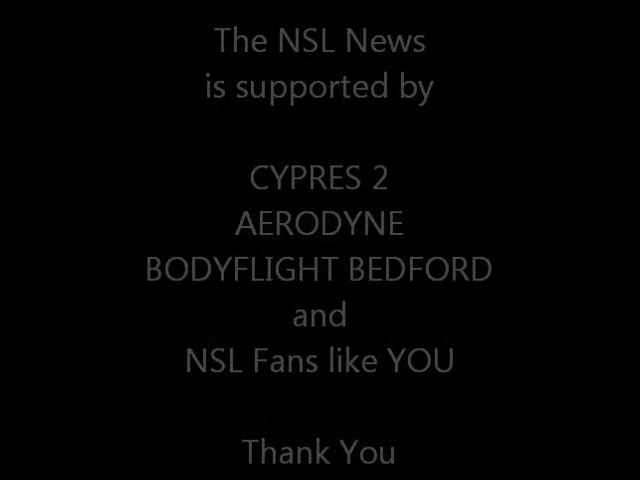 The NSL News
is supported by
CYPRES 2
AERODYNE
BODYFLIGHT BEDFORD
and
NSL Fans like YOU
Thank You